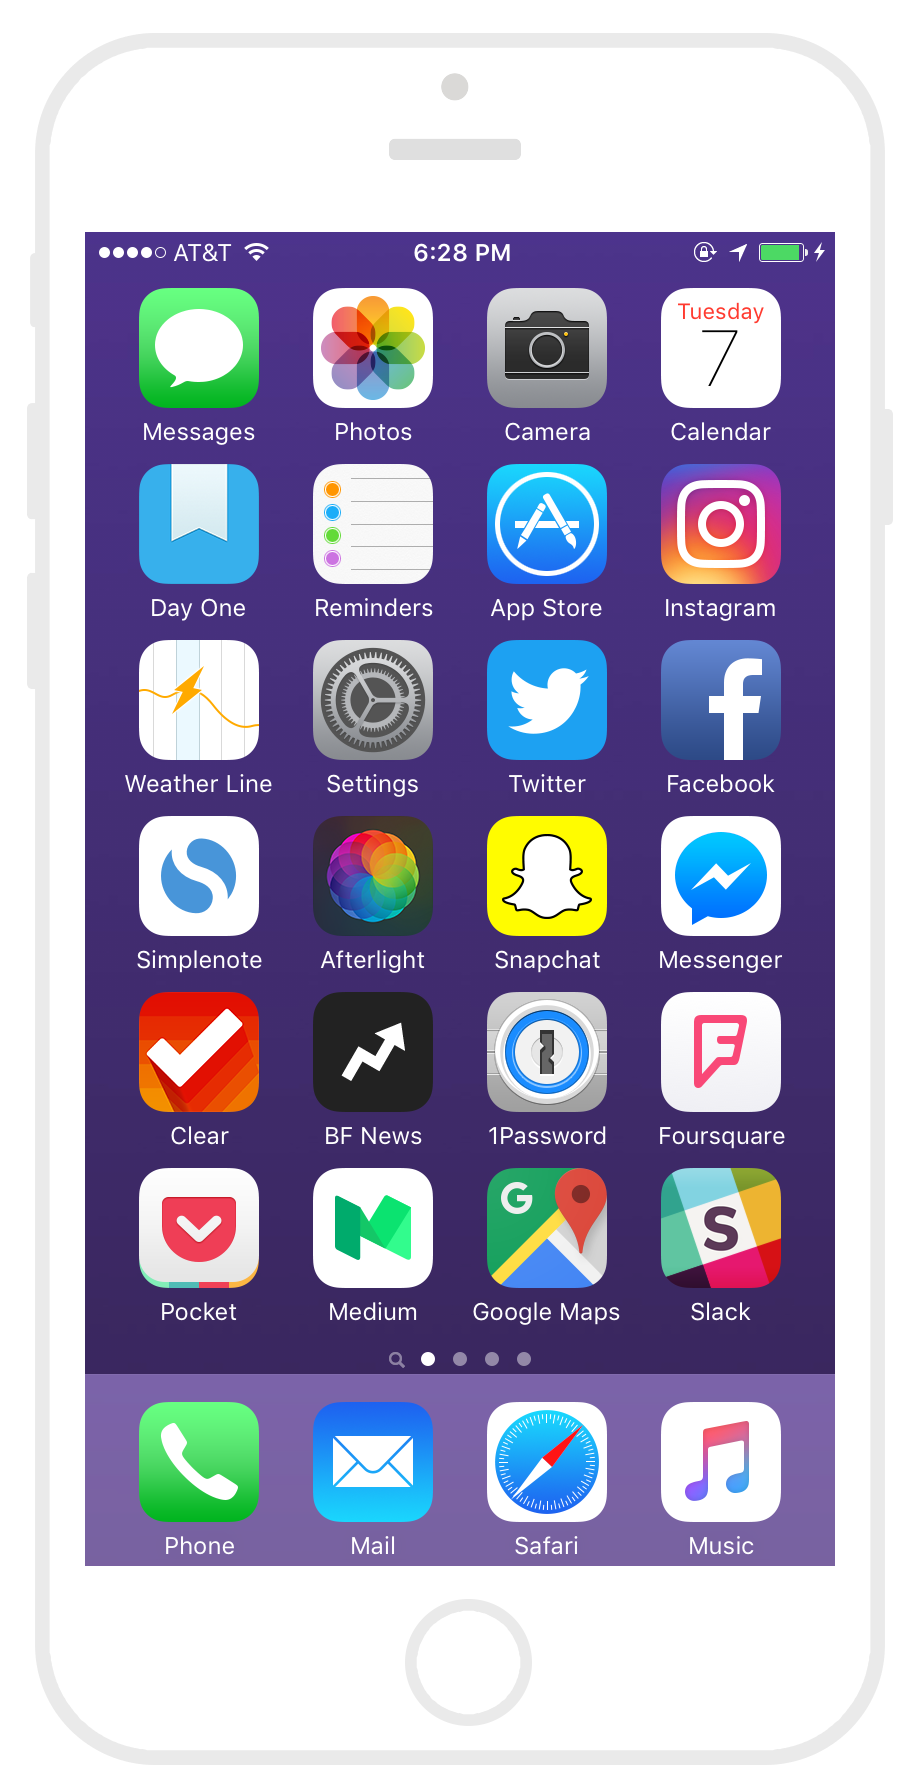 AT&T 6:28 PM
Tuesday
7
Messages Photos Camera Calendar
Day One Reminders App Store Instagram
Weather Line Settings Twitter Facebook
Simplenote Afterlight Snapchat Messenger
1
Clear BF News 1Password Foursquare
G S
Pocket Medium Google Maps Slack
Phone Mail Safari Music